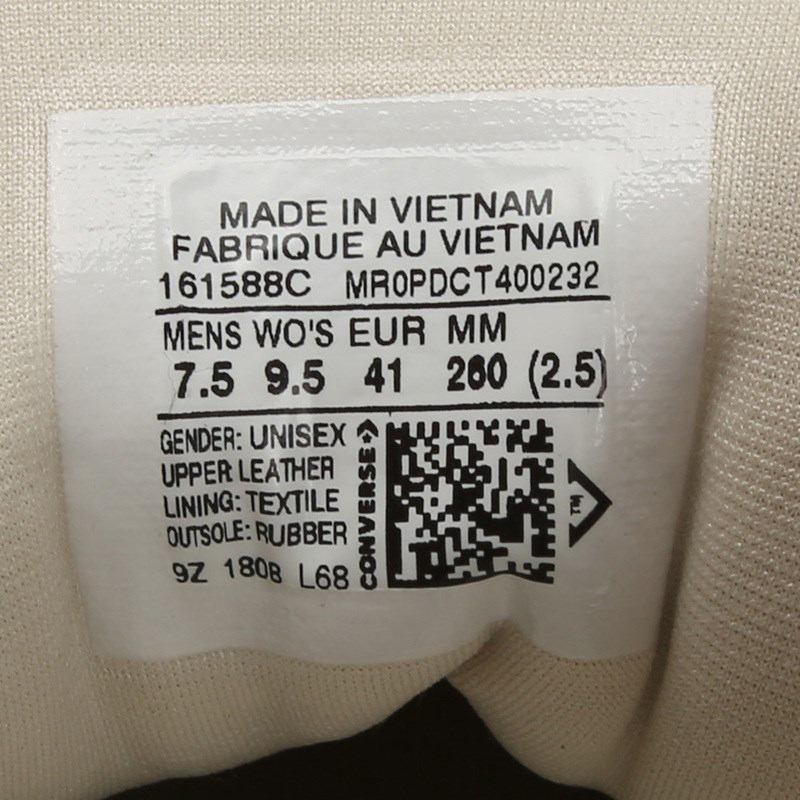 MADE IN VIETNAM
FABRIQUE AU VIETNAM
161588C MR0PDCT400232
MENS WO'S EUR MM
7.5 9.5 41 260 (2.5)
GENDER: UNISEX
UPPER LEATHER
LINING: TEXTILE
OUTSOLE: RUBBER
9Z 1808 L68
CONVERSE
TM